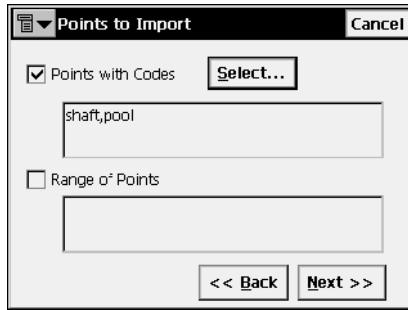 Points to Import
Cancel
Points with Codes
Select...
shaft,pool
Range of Points
<< Back
Next >>